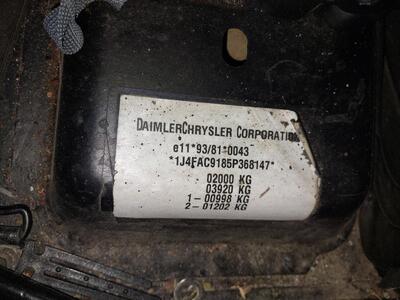 DAIMLERCHRYSLER CORPORATION
e11*93/81*0043
*1J4FAC9185P368147*
02000 KG
03920 KG
1-00998 KG
2-01202 KG